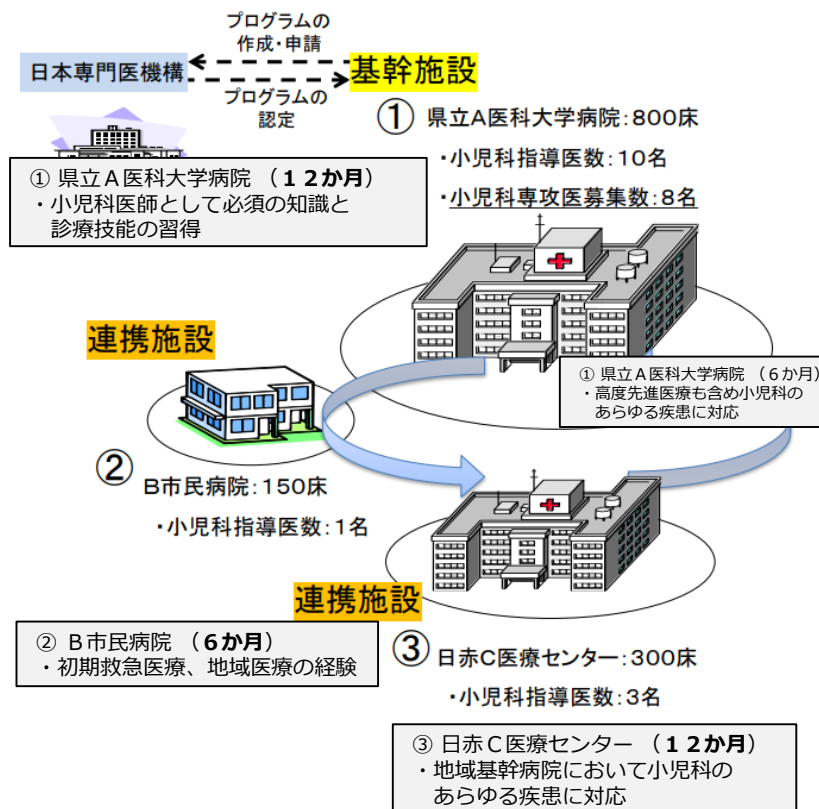 プログラムの
作成・申請
日本専門医機構
基幹施設
プログラムの
認定
① 県立A医科大学病院：800床
・小児科指導医数：10名
・小児科専攻医募集数：8名
① 県立Ａ医科大学病院 （１２か月）
・小児科医師として必須の知識と
診療技能の習得
連携施設
① 県立Ａ医科大学病院 （６か月）
・高度先進医療も含め小児科の
あらゆる疾患に対応
② B市民病院：150床
・小児科指導医数：1名
連携施設
② Ｂ市民病院 （６か月）
・初期救急医療、地域医療の経験
③ 日赤C医療センター：300床
・小児科指導医数：3名
③ 日赤Ｃ医療センター （１２か月）
・地域基幹病院において小児科の
あらゆる疾患に対応